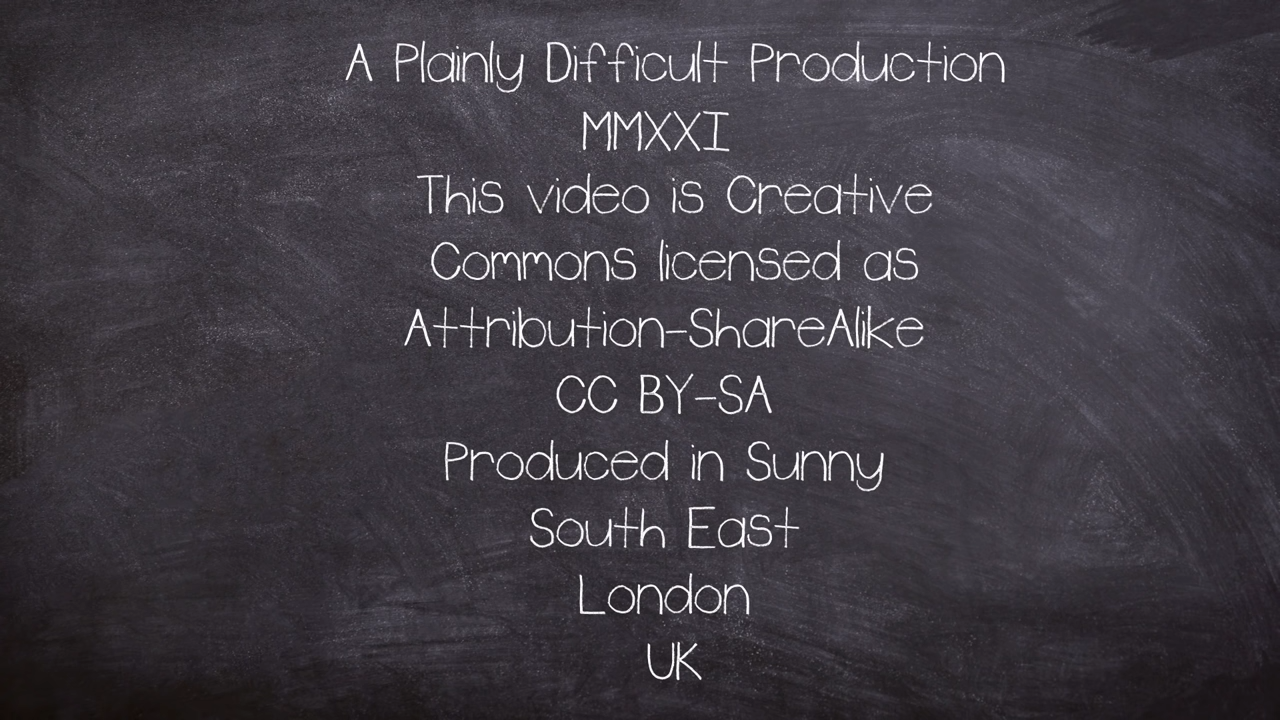 A Plainly Difficult Production
MMXXI
This video is Creative
Commons licensed as
Attribution-ShareAlike
CC BY-SA
Produced in Sunny
South East
London
UK